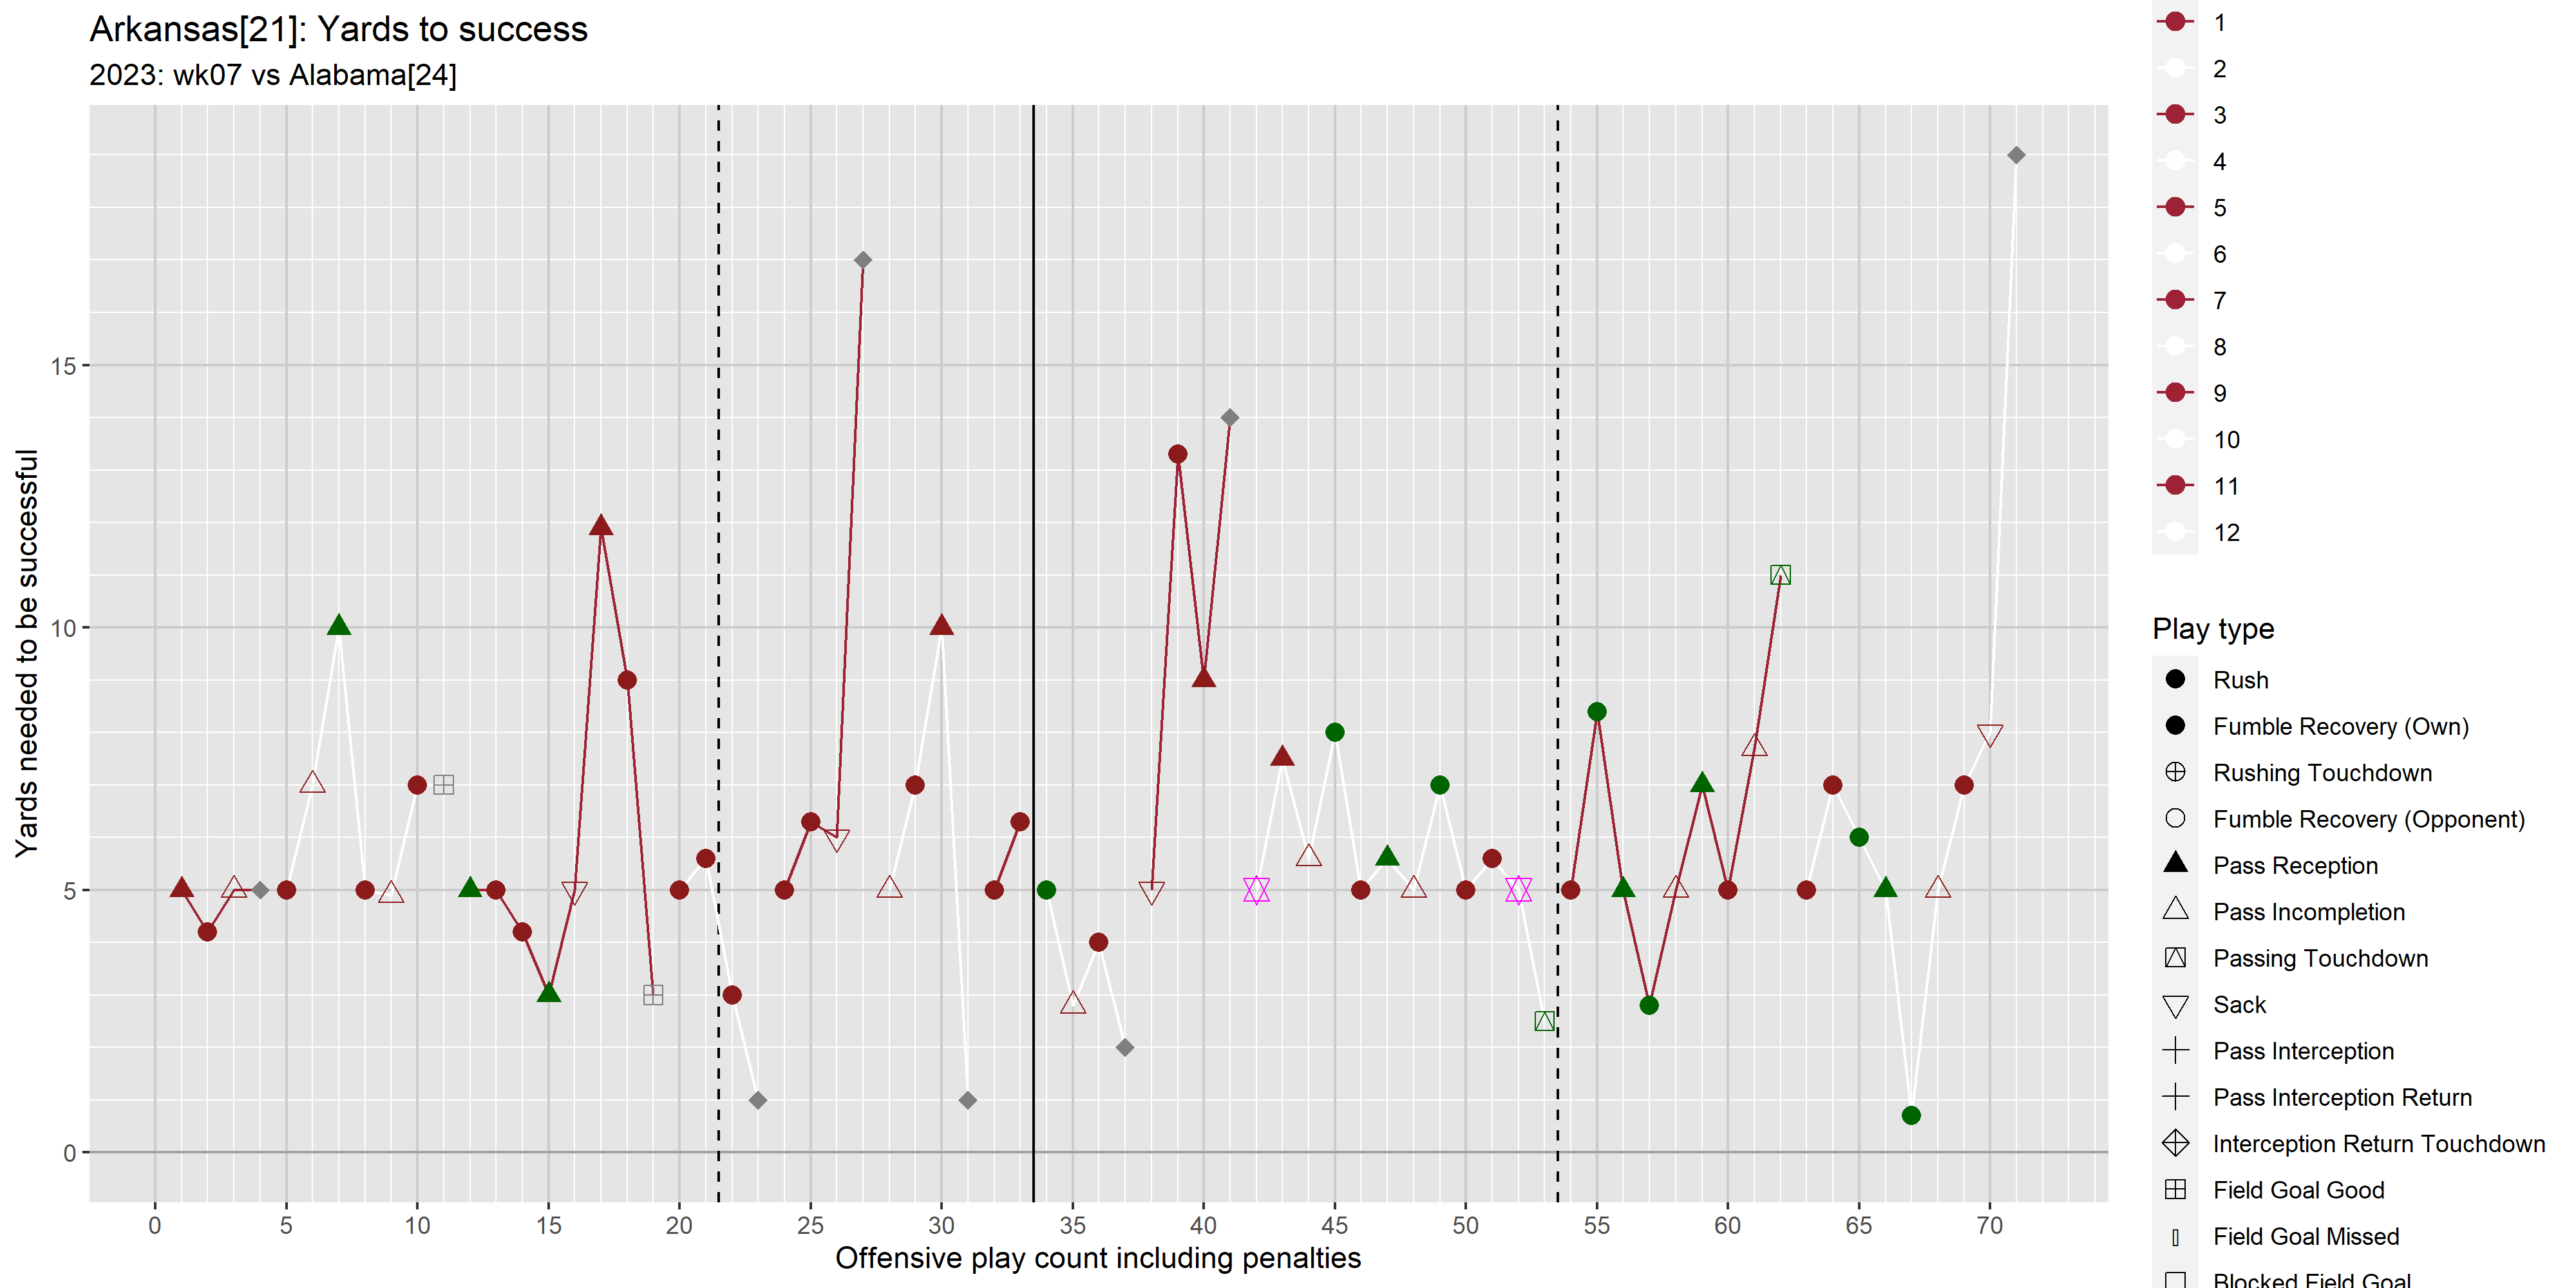 Arkansas[21]: Yards to success
2023: wk07 vs Alabama[24]
Yards needed to be successful
15
10
5
0
0 5 10 15 20 25 30 35 40 45 50 55 60 65 70
Offensive play count including penalties
1
2
3
4
5
6
7
8
9
10
11
12
Play type
Rush
Fumble Recovery (Own)
Rushing Touchdown
Fumble Recovery (Opponent)
Pass Reception
Pass Incompletion
Passing Touchdown
Sack
Pass Interception
Pass Interception Return
Interception Return Touchdown
Field Goal Good
Field Goal Missed
Blocked Field Goal